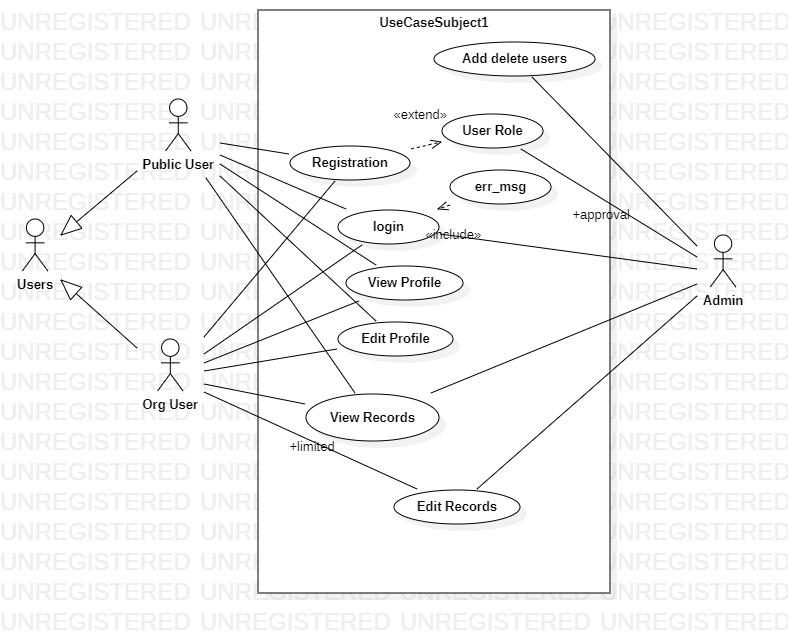 UseCaseSubject1
Add delete users
«extend»
User Role
Public User
Registration
err_msg
+approval
login
«include»
Users
View Profile
Admin
Edit Profile
Org User
View Records
+limited
Edit Records
UNREGISTERED